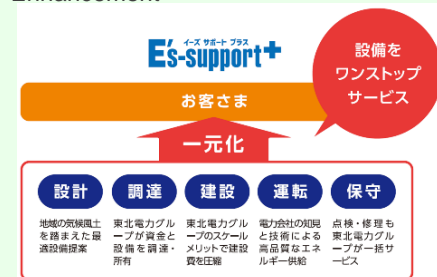 イーズ サポート プラス
E's-support+
設備を
ワンストップ
サービス
お客さま
一元化
設計
調達
建設
運転
保守
地域の気候風土
を踏まえた最
適設備提案
東北電力グル
ープが資金と
設備を調達・
所有
東北電力グル
ープのスケール
メリットで建設
費を圧縮
電力会社の知見
と技術による
高品質なエネ
ルギー供給
点検・修理も
東北電力グル
ープが一括サ
ービス